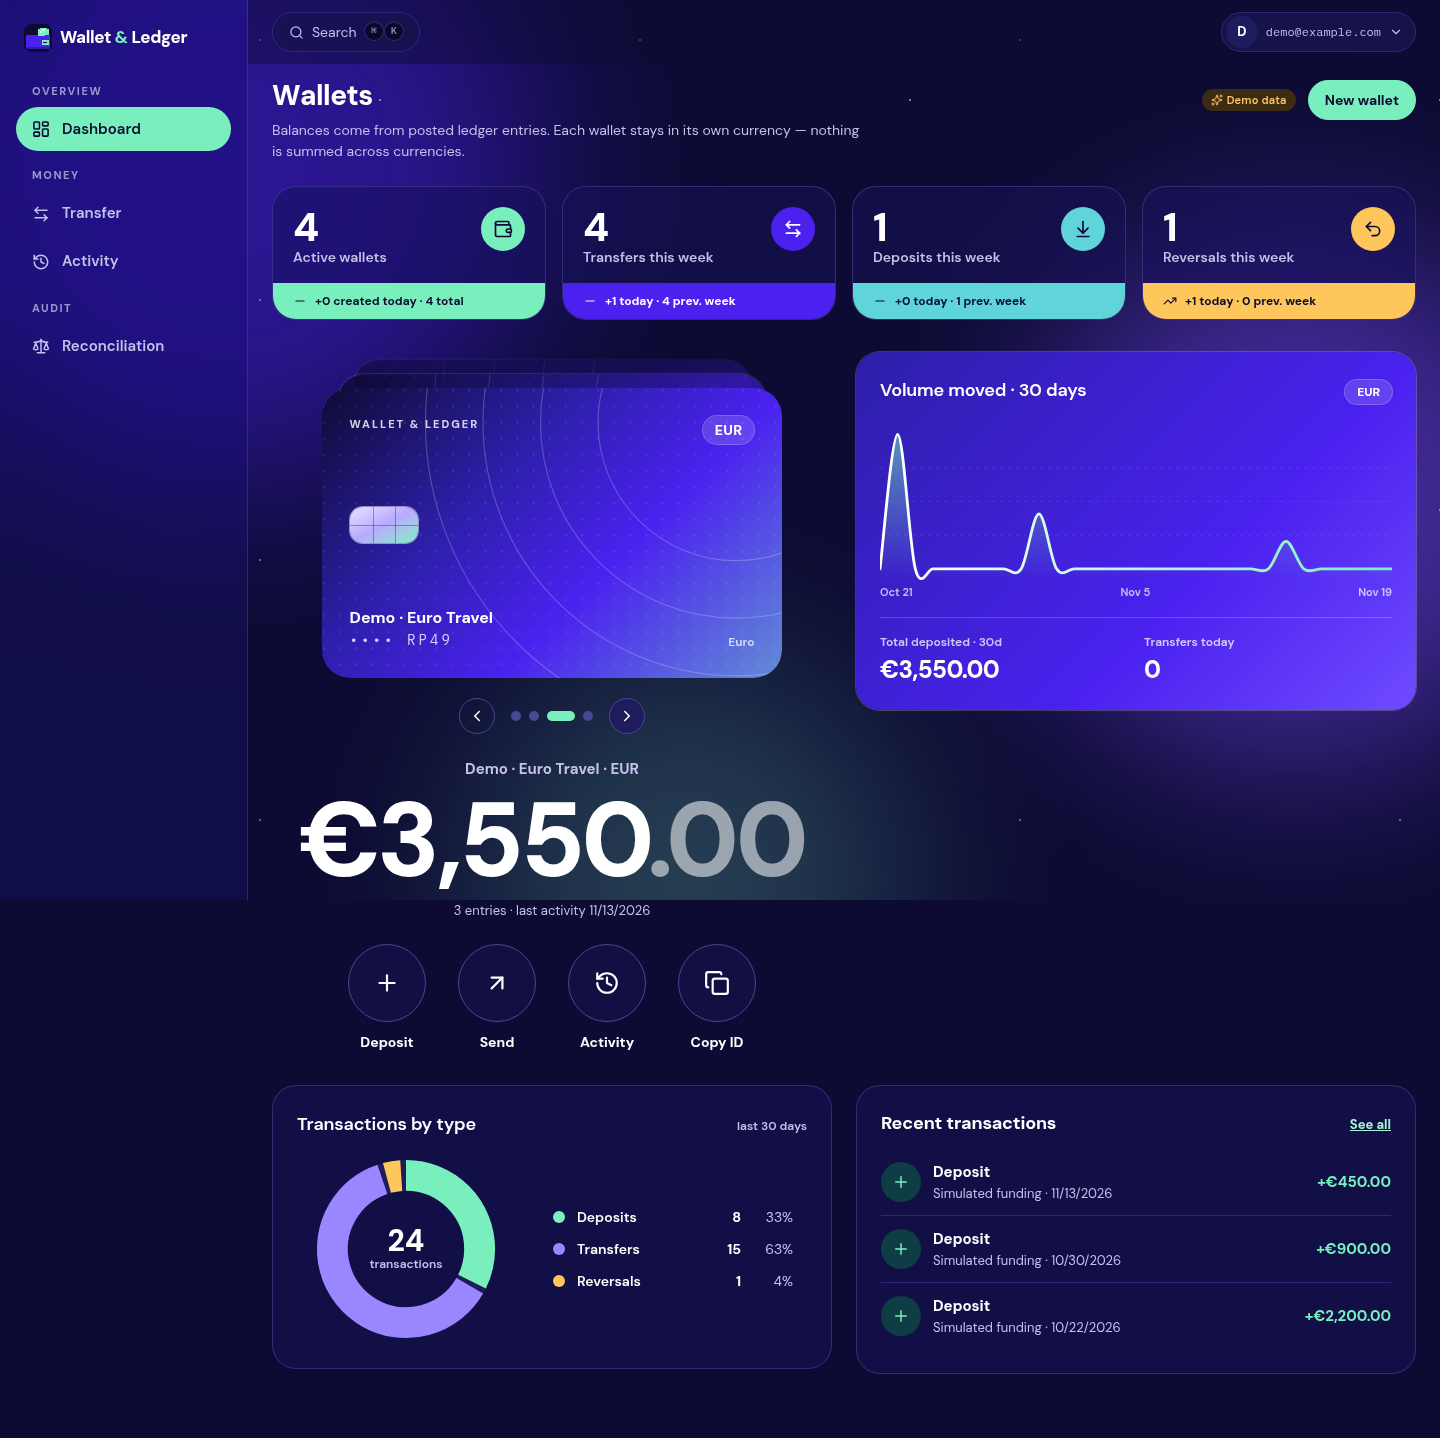 Wallet & Ledger
Search ⌘ K
D demo@example.com
OVERVIEW
Dashboard
MONEY
Transfer
Activity
AUDIT
Reconciliation
Wallets
Balances come from posted ledger entries. Each wallet stays in its own currency — nothing
is summed across currencies.
Demo data
New wallet
4
Active wallets
+0 created today · 4 total
4
Transfers this week
+1 today · 4 prev. week
1
Deposits this week
+0 today · 1 prev. week
1
Reversals this week
+1 today · 0 prev. week
WALLET & LEDGER
EUR
Demo · Euro Travel
•••• RP49
Euro
Volume moved · 30 days
EUR
Oct 21
Nov 5
Nov 19
Total deposited · 30d
€3,550.00
Transfers today
0
Demo · Euro Travel · EUR
€3,550.00
3 entries · last activity 11/13/2026
Deposit
Send
Activity
Copy ID
Transactions by type
last 30 days
24
transactions
Deposits 8 33%
Transfers 15 63%
Reversals 1 4%
Recent transactions
See all
Deposit
Simulated funding · 11/13/2026
+€450.00
Deposit
Simulated funding · 10/30/2026
+€900.00
Deposit
Simulated funding · 10/22/2026
+€2,200.00